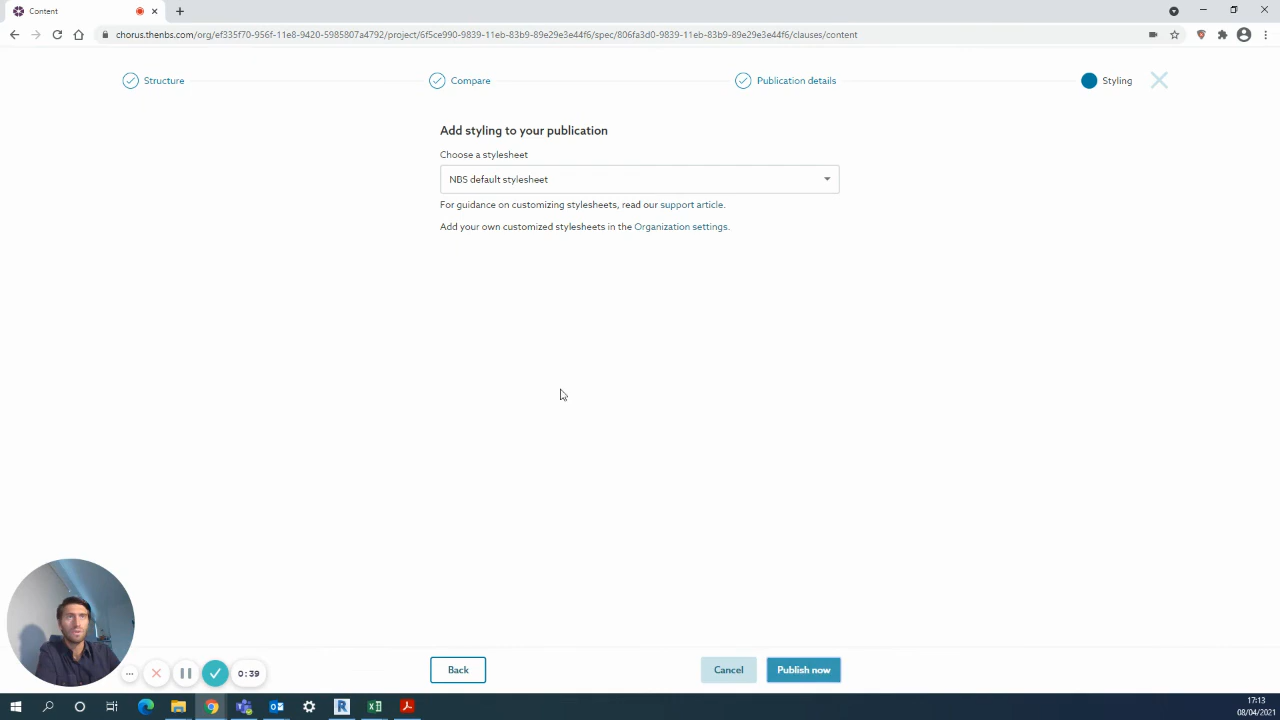 Content
chorus.thenbs.com/org/ef335f70-956f-11e8-9420-5985807a4792/project/6f5ce990-9839-11eb-83b9-89e29e3e44f6/spec/806fa3d0-9839-11eb-83b9-89e29e3e44f6/clauses/content
Structure
Compare
Publication details
Styling
Add styling to your publication
Choose a stylesheet
NBS default stylesheet
For guidance on customizing stylesheets, read our support article.
Add your own customized stylesheets in the Organization settings.
Back
Cancel
Publish now
0:39
17:13
08/04/2021